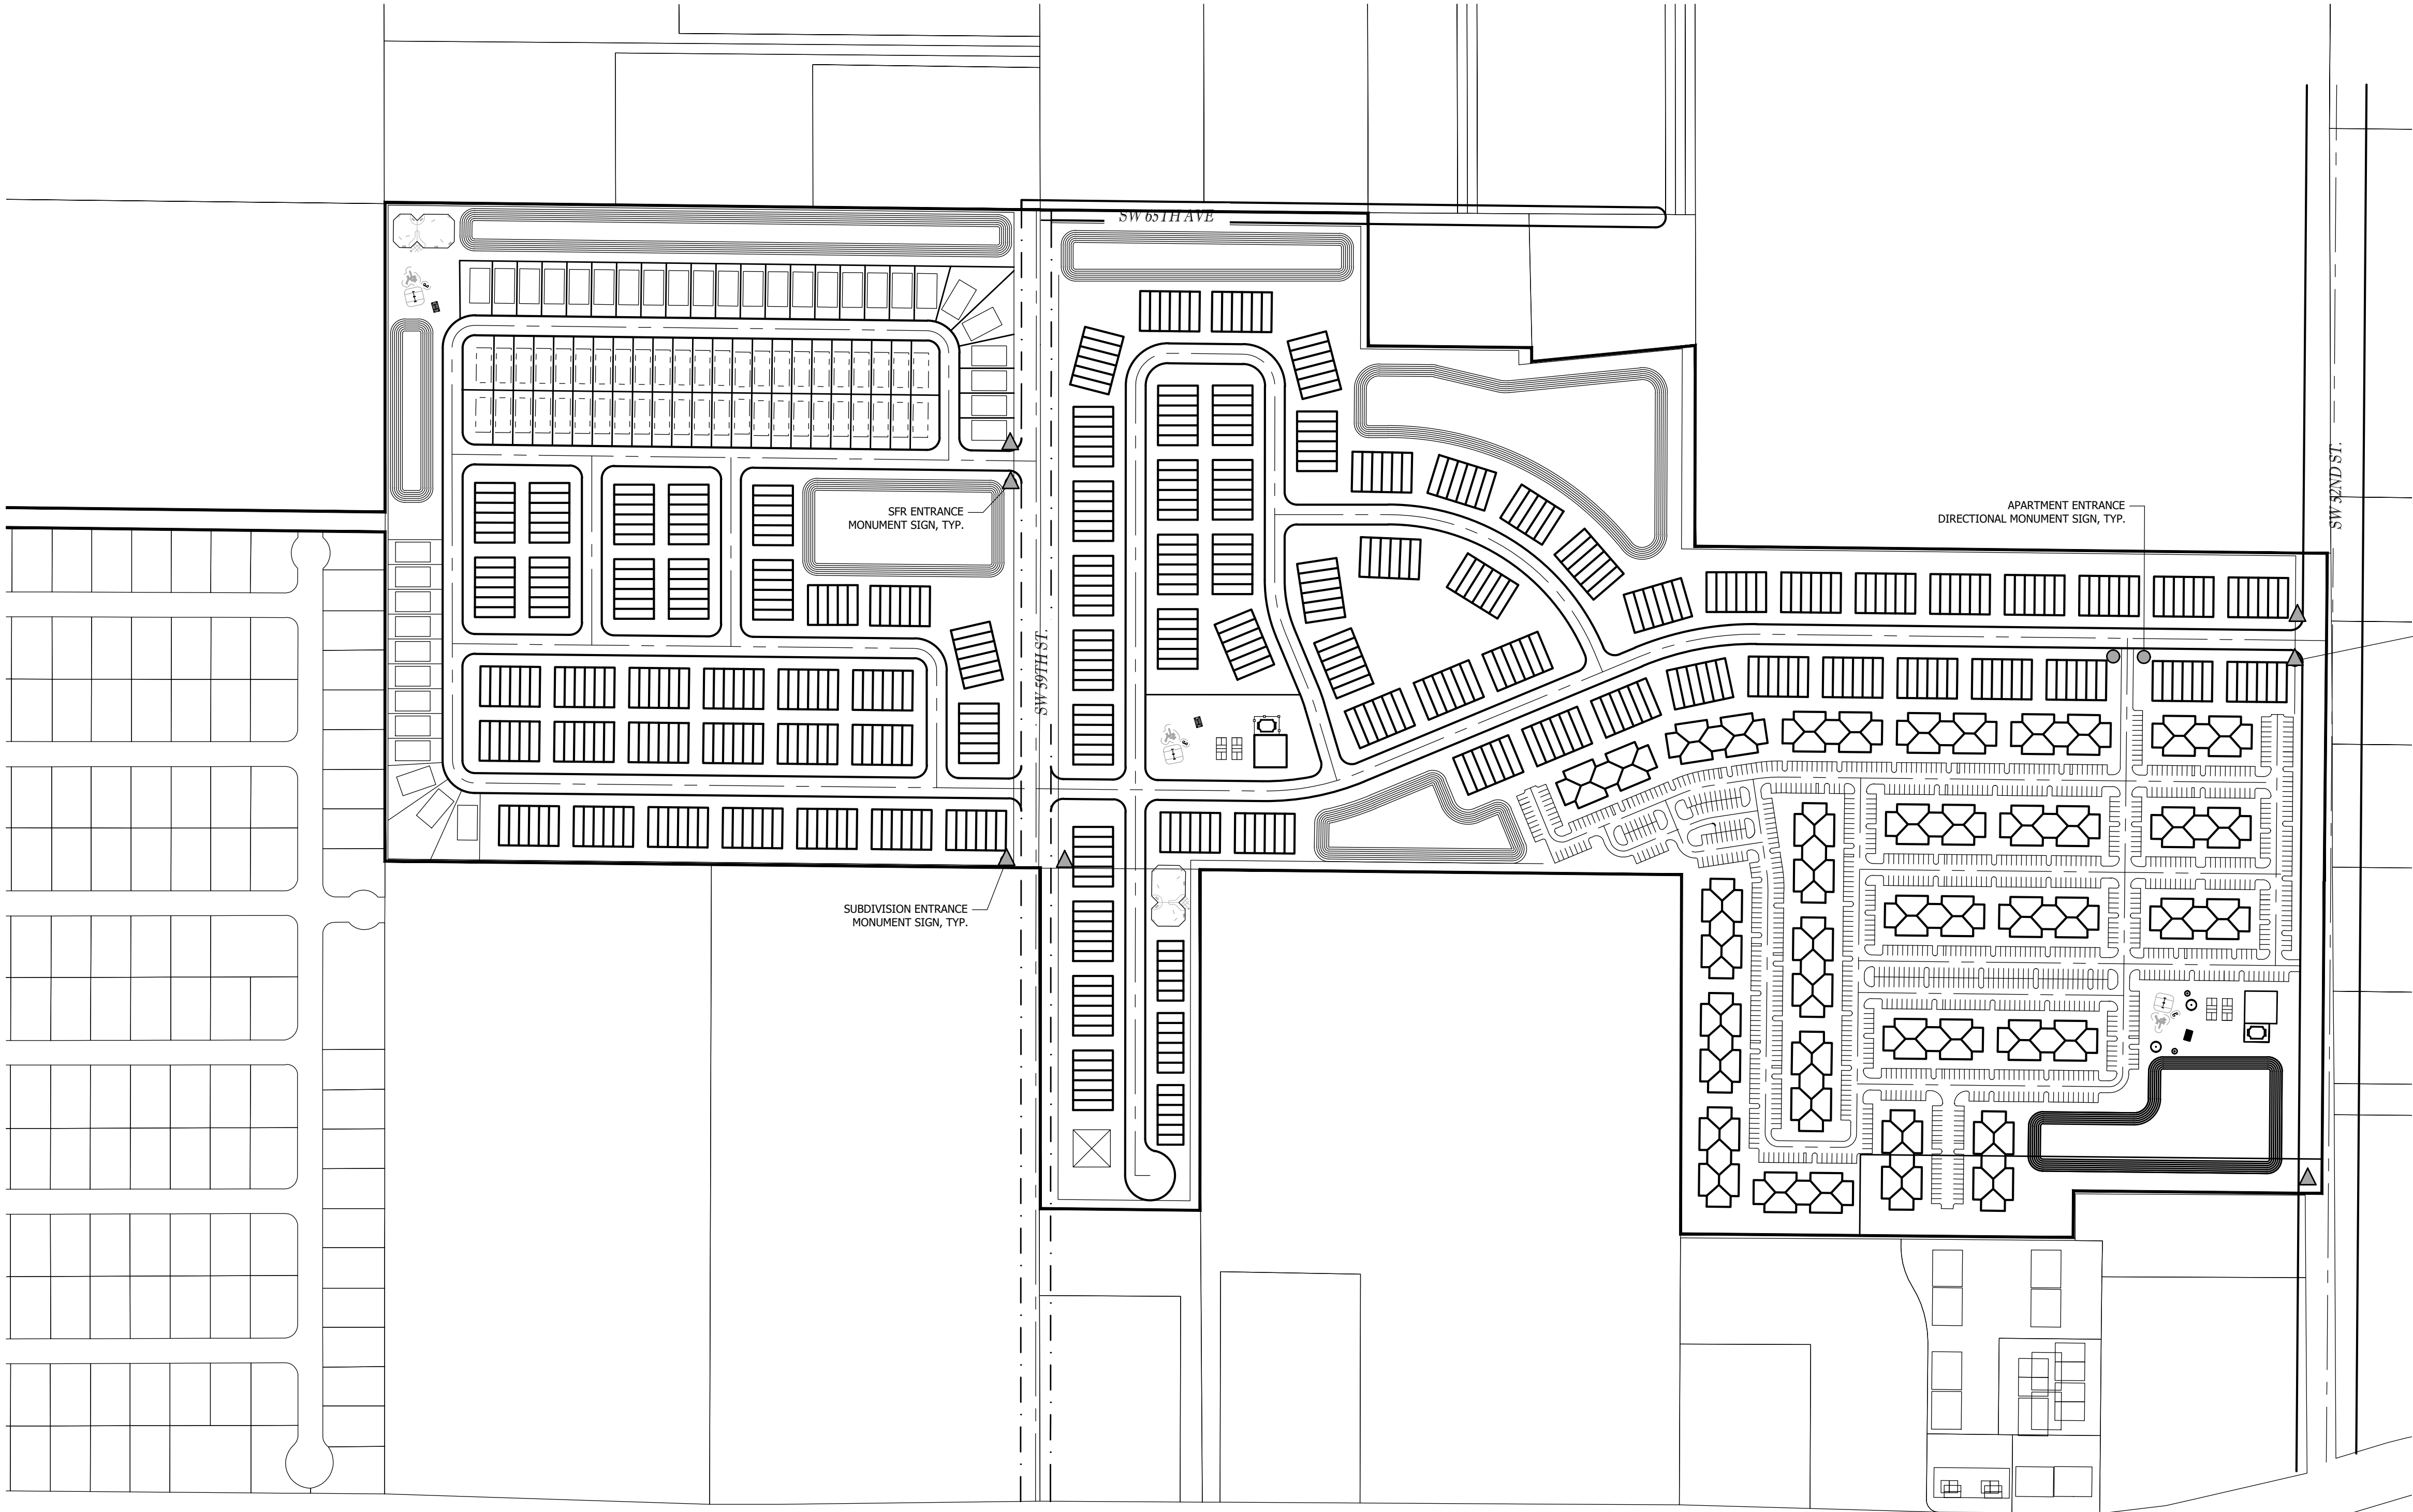 SW 65TH AVE
SW 52ND ST.
SFR ENTRANCE
MONUMENT SIGN, TYP.
APARTMENT ENTRANCE
DIRECTIONAL MONUMENT SIGN, TYP.
SW 59TH ST.
SUBDIVISION ENTRANCE
MONUMENT SIGN, TYP.